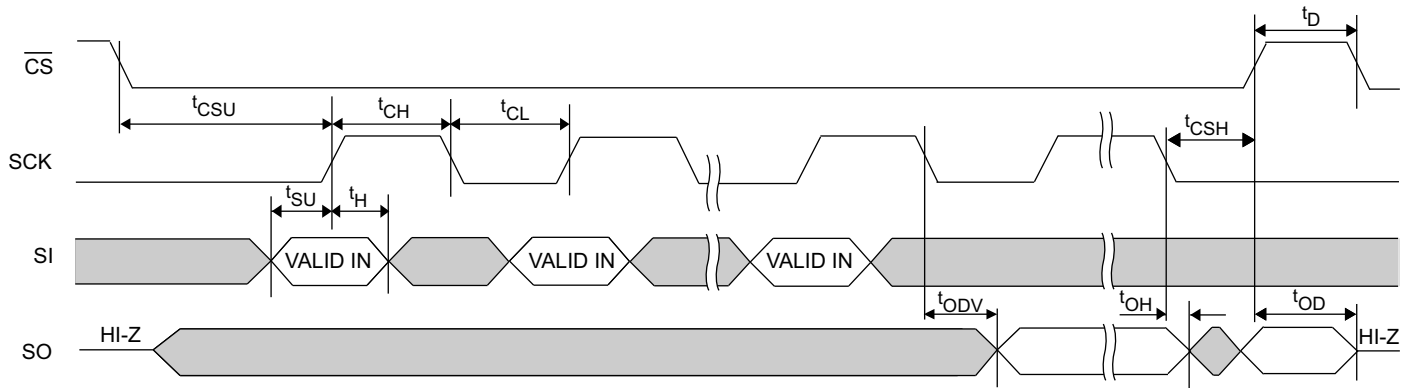 tD
CS
tCSU
tCH
tCL
tCSH
SCK
tSU
tH
SI
VALID IN
VALID IN
VALID IN
tODV
tOH
tOD
HI-Z
HI-Z
SO